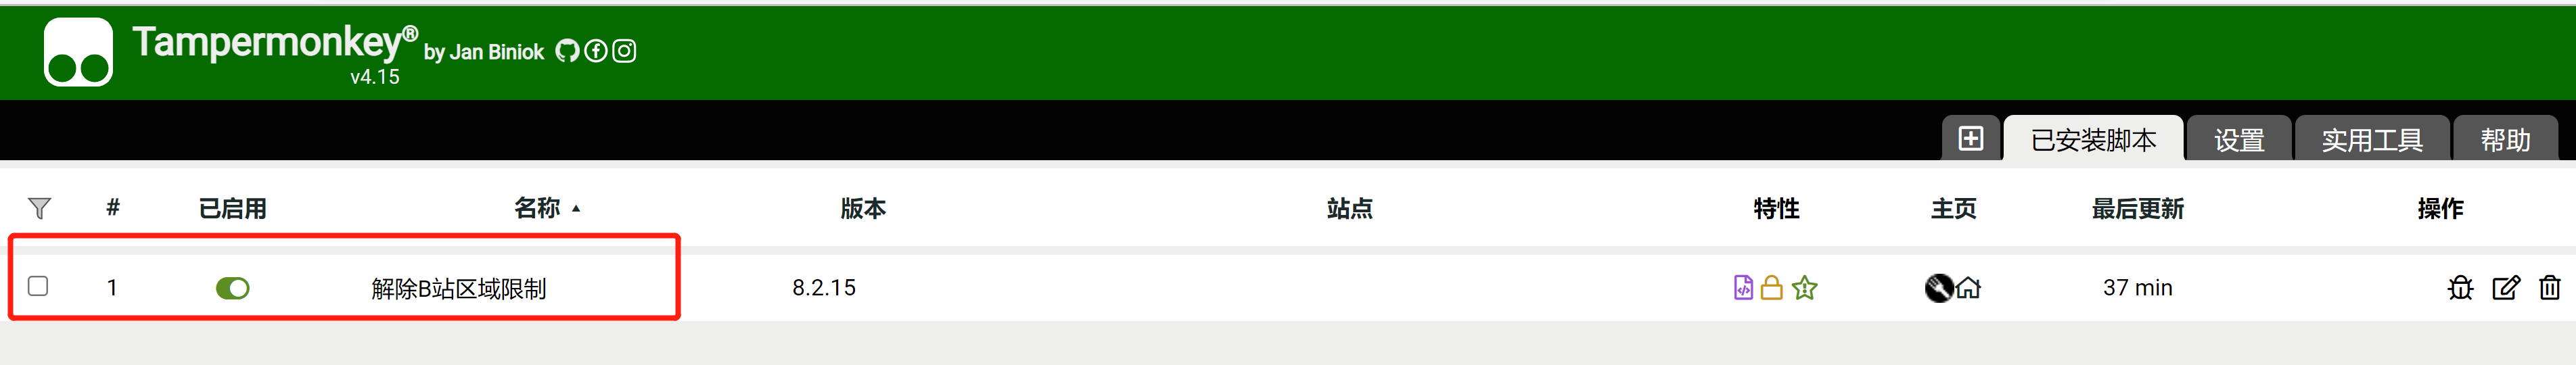 Tampermonkey® by Jan Biniok
v4.15
已安装脚本 设置 实用工具 帮助
# 已启用 名称 ▲ 版本 站点 特性 主页 最后更新 操作
1 解除B站区域限制 8.2.15 37 min